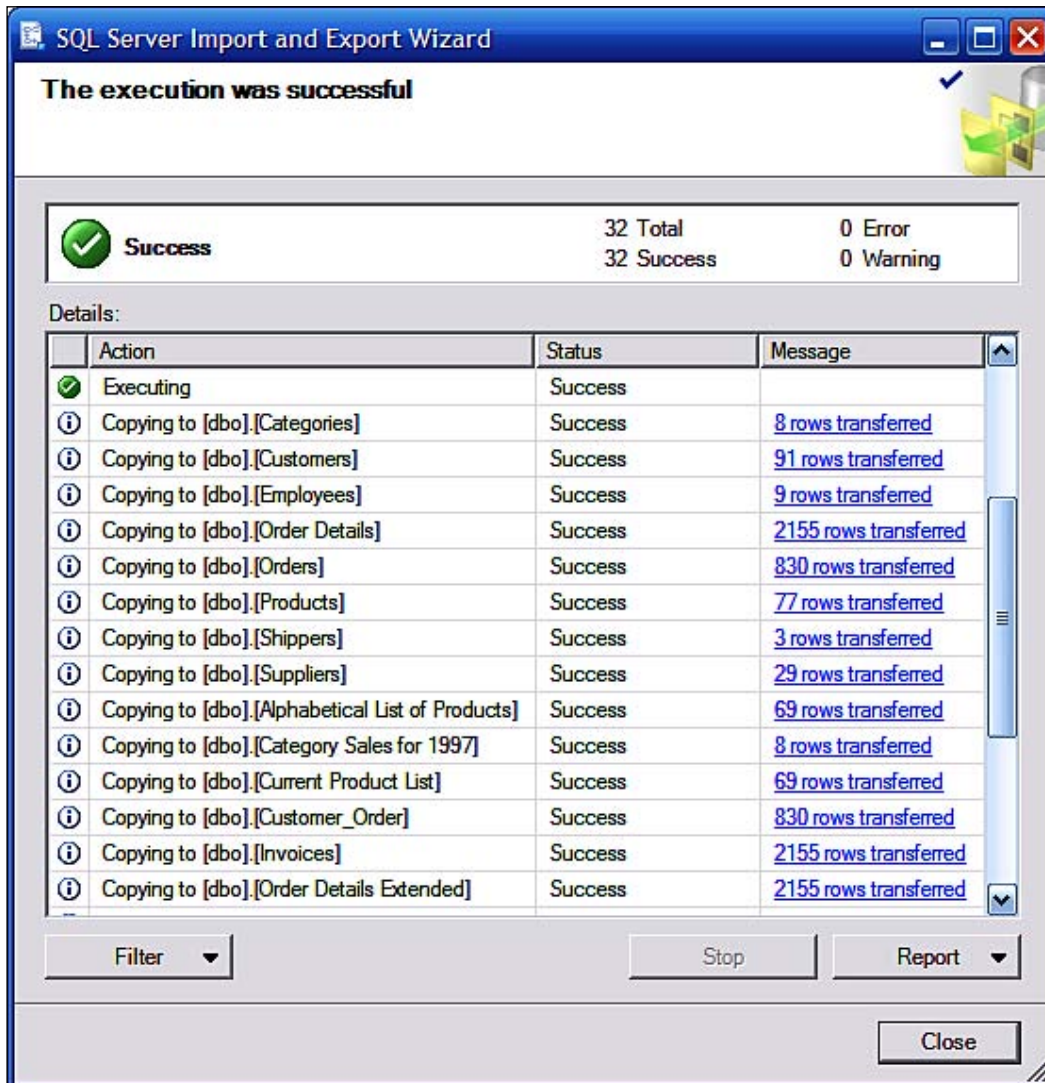 SQL Server Import and Export Wizard
The execution was successful
Success
32 Total 0 Error
32 Success 0 Warning
Details:
Action Status Message
Executing Success
Copying to [dbo].[Categories] Success 8 rows transferred
Copying to [dbo].[Customers] Success 91 rows transferred
Copying to [dbo].[Employees] Success 9 rows transferred
Copying to [dbo].[Order Details] Success 2155 rows transferred
Copying to [dbo].[Orders] Success 830 rows transferred
Copying to [dbo].[Products] Success 77 rows transferred
Copying to [dbo].[Shippers] Success 3 rows transferred
Copying to [dbo].[Suppliers] Success 29 rows transferred
Copying to [dbo].[Alphabetical List of Products] Success 69 rows transferred
Copying to [dbo].[Category Sales for 1997] Success 8 rows transferred
Copying to [dbo].[Current Product List] Success 69 rows transferred
Copying to [dbo].[Customer_Order] Success 830 rows transferred
Copying to [dbo].[Invoices] Success 2155 rows transferred
Copying to [dbo].[Order Details Extended] Success 2155 rows transferred
Filter Stop Report
Close